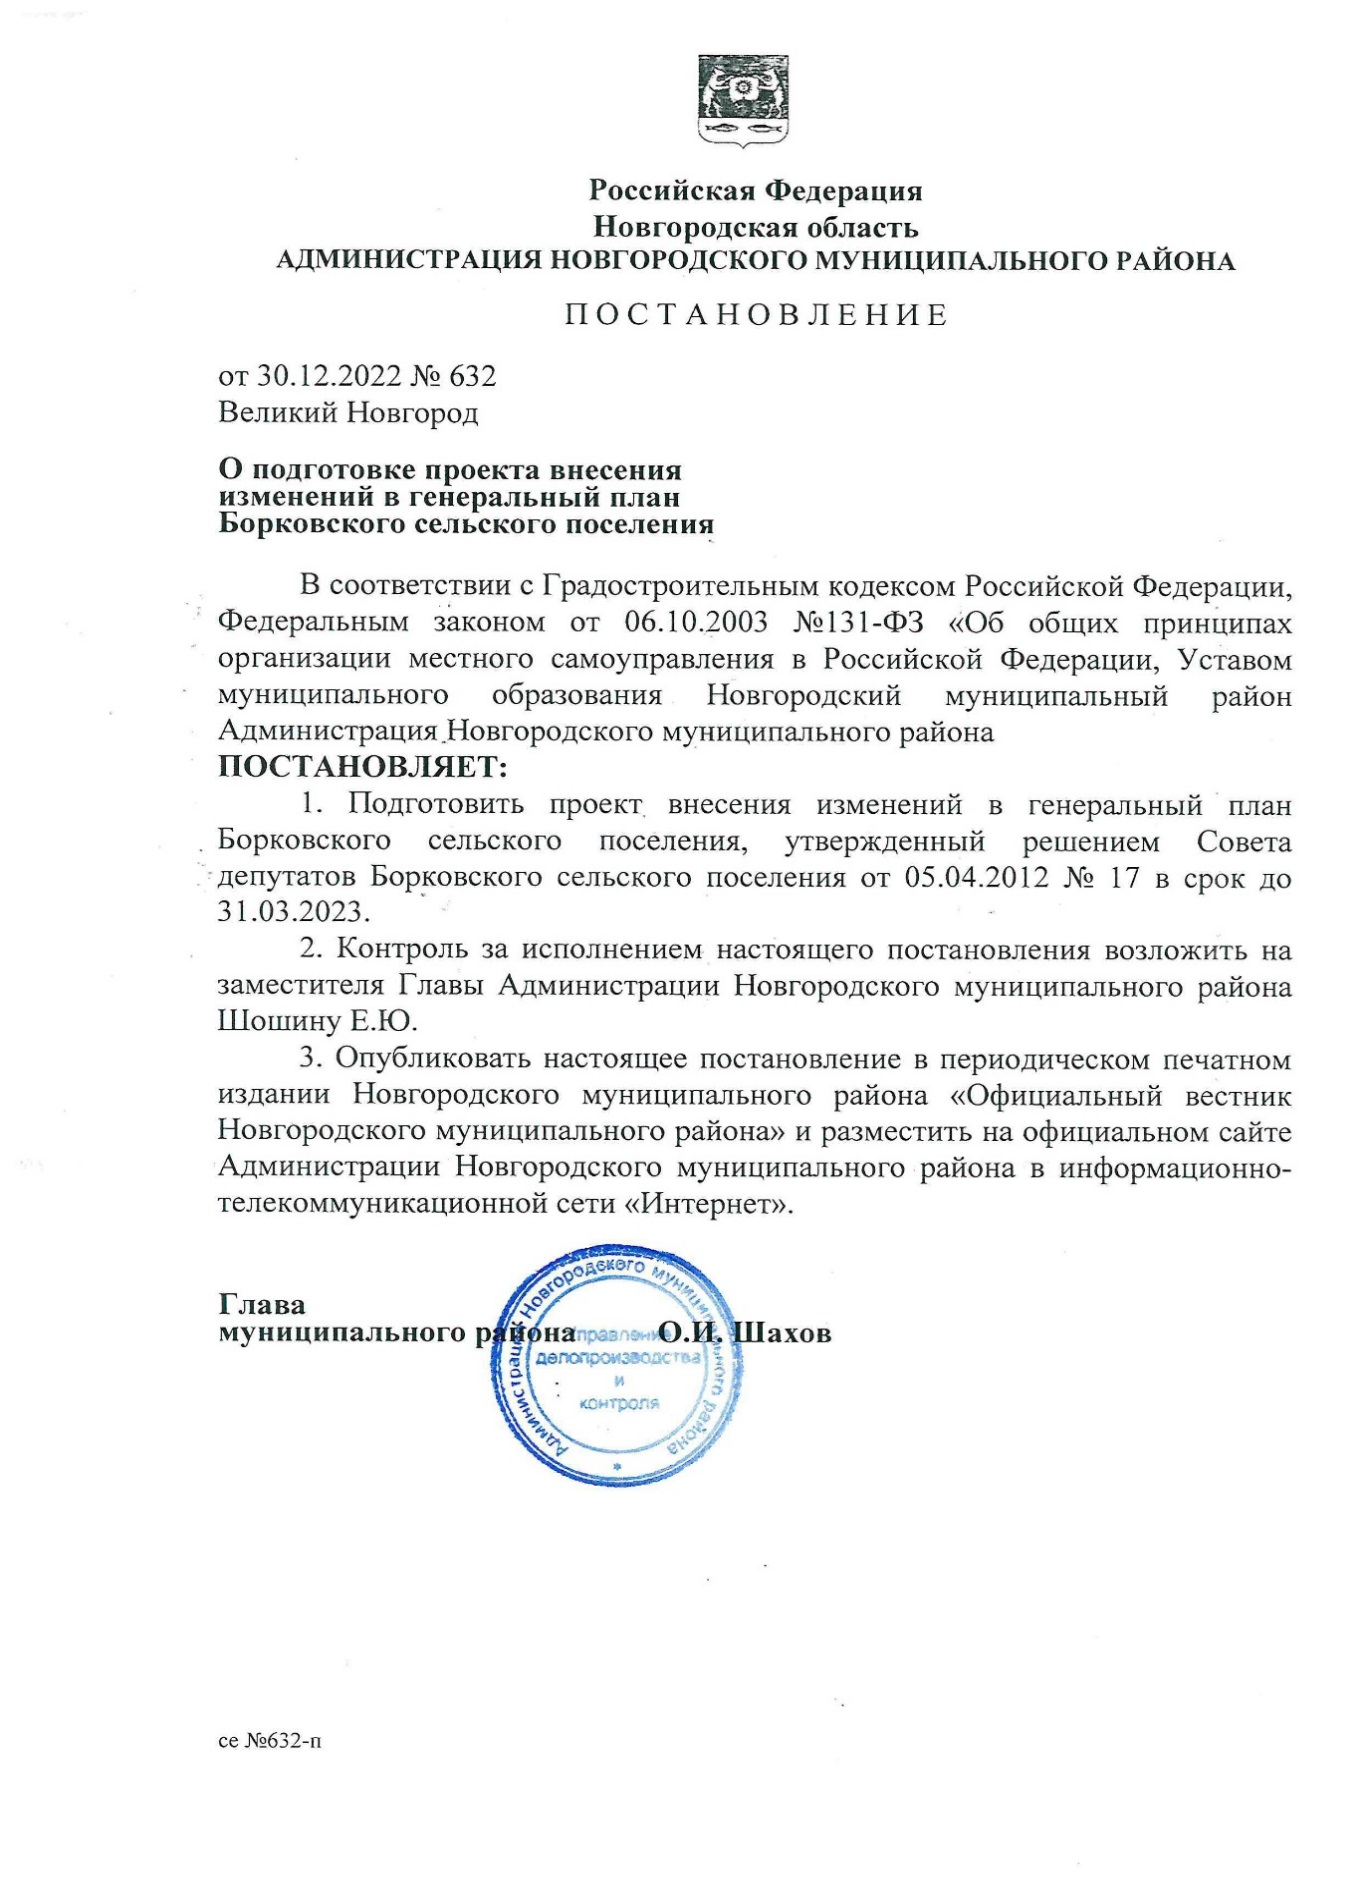 Российская Федерация
Новгородская область
АДМИНИСТРАЦИЯ НОВГОРОДСКОГО МУНИЦИПАЛЬНОГО РАЙОНА
П О С Т А Н О В Л Е Н И Е
от 30.12.2022 № 632
Великий Новгород
О подготовке проекта внесения
изменений в генеральный план
Борковского сельского поселения
В соответствии с Градостроительным кодексом Российской Федерации,
Федеральным законом от 06.10.2003 №131-ФЗ «Об общих принципах
организации местного самоуправления в Российской Федерации, Уставом
муниципального образования Новгородский муниципальный район
Администрация Новгородского муниципального района
ПОСТАНОВЛЯЕТ:
1. Подготовить проект внесения изменений в генеральный план
Борковского сельского поселения, утвержденный решением Совета
депутатов Борковского сельского поселения от 05.04.2012 № 17 в срок до
31.03.2023.
2. Контроль за исполнением настоящего постановления возложить на
заместителя Главы Администрации Новгородского муниципального района
Шошину Е.Ю.
3. Опубликовать настоящее постановление в периодическом печатном
издании Новгородского муниципального района «Официальный вестник
Новгородского муниципального района» и разместить на официальном сайте
Администрации Новгородского муниципального района в информационно-
телекоммуникационной сети «Интернет».
Глава
муниципального района О.И. Шахов
Администрация Новгородского муниципального района
Управление
делопроизводства
и
контроля
*
се №632-п